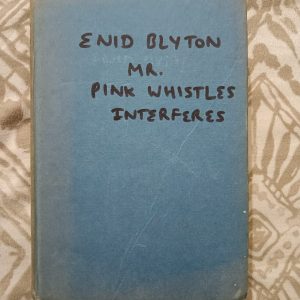 ENID BLYTON
MR.
PINK WHISTLES
INTERFERES